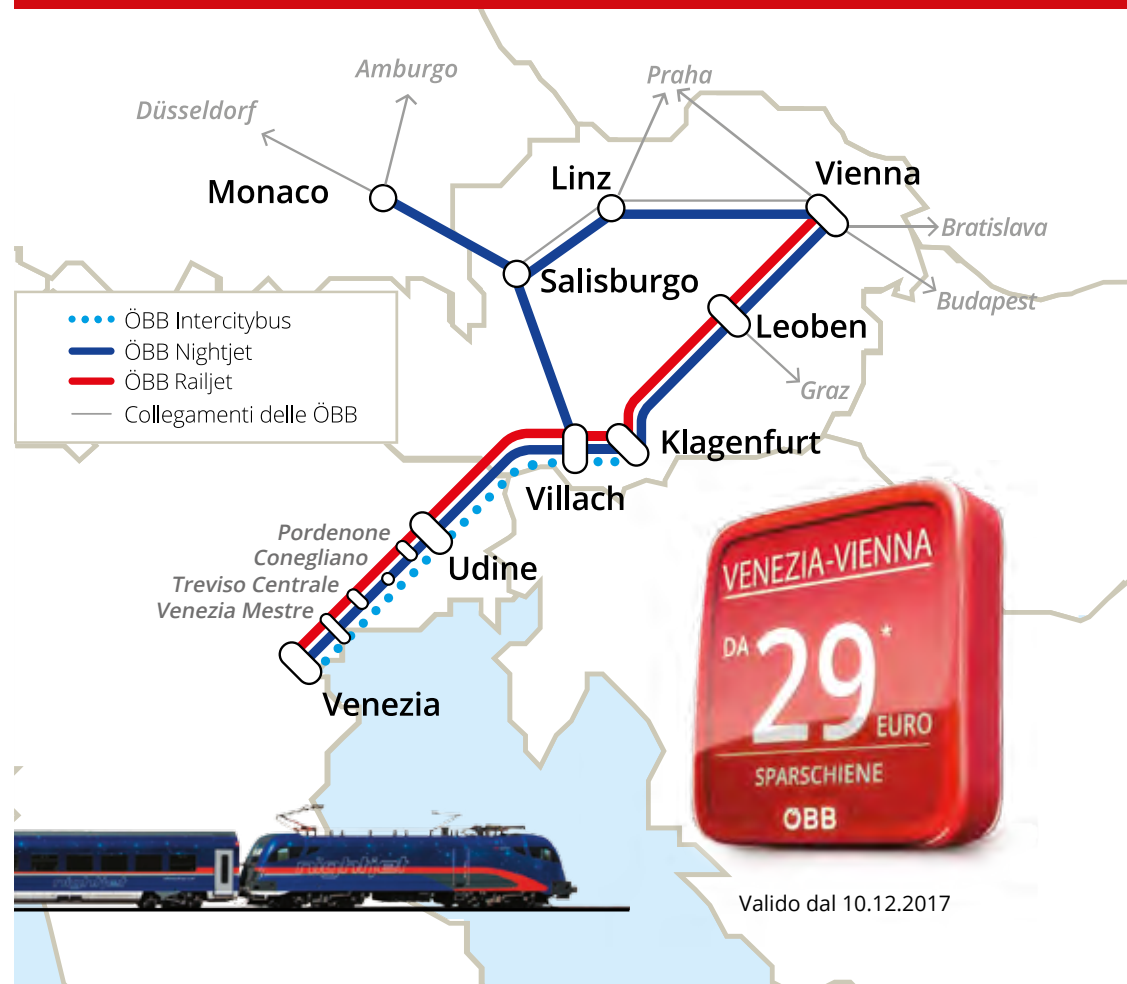 Amburgo
Praha
Düsseldorf
Monaco
Linz
Vienna
Bratislava
Salisburgo
Budapest
Leoben
Graz
ÖBB Intercitybus
ÖBB Nightjet
ÖBB Railjet
Collegamenti delle ÖBB
Klagenfurt
Villach
Pordenone
Conegliano
Treviso Centrale
Venezia Mestre
Udine
Venezia
VENEZIA-VIENNA
DA 29* EURO
SPARSCHIENE
ÖBB
Valido dal 10.12.2017
nightjet
nightjet